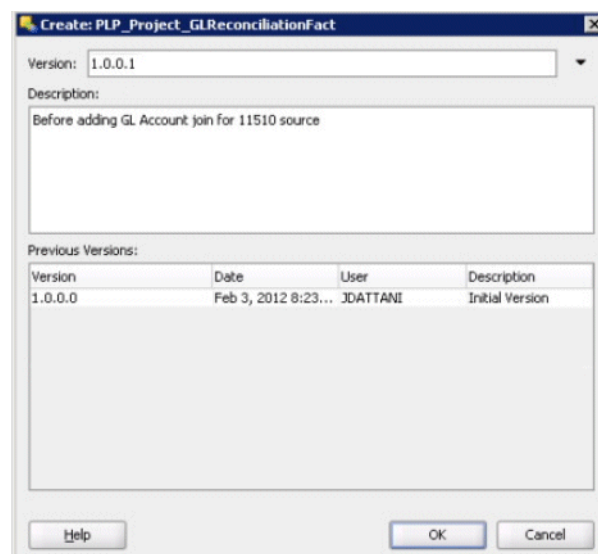 Create: PLP_Project_GLReconciliationFact
Version: 1.0.0.1
Description:
Before adding GL Account join for 11510 source
Previous Versions:
Version Date User Description
1.0.0.0 Feb 3, 2012 8:23... JDATTANI Initial Version
Help OK Cancel